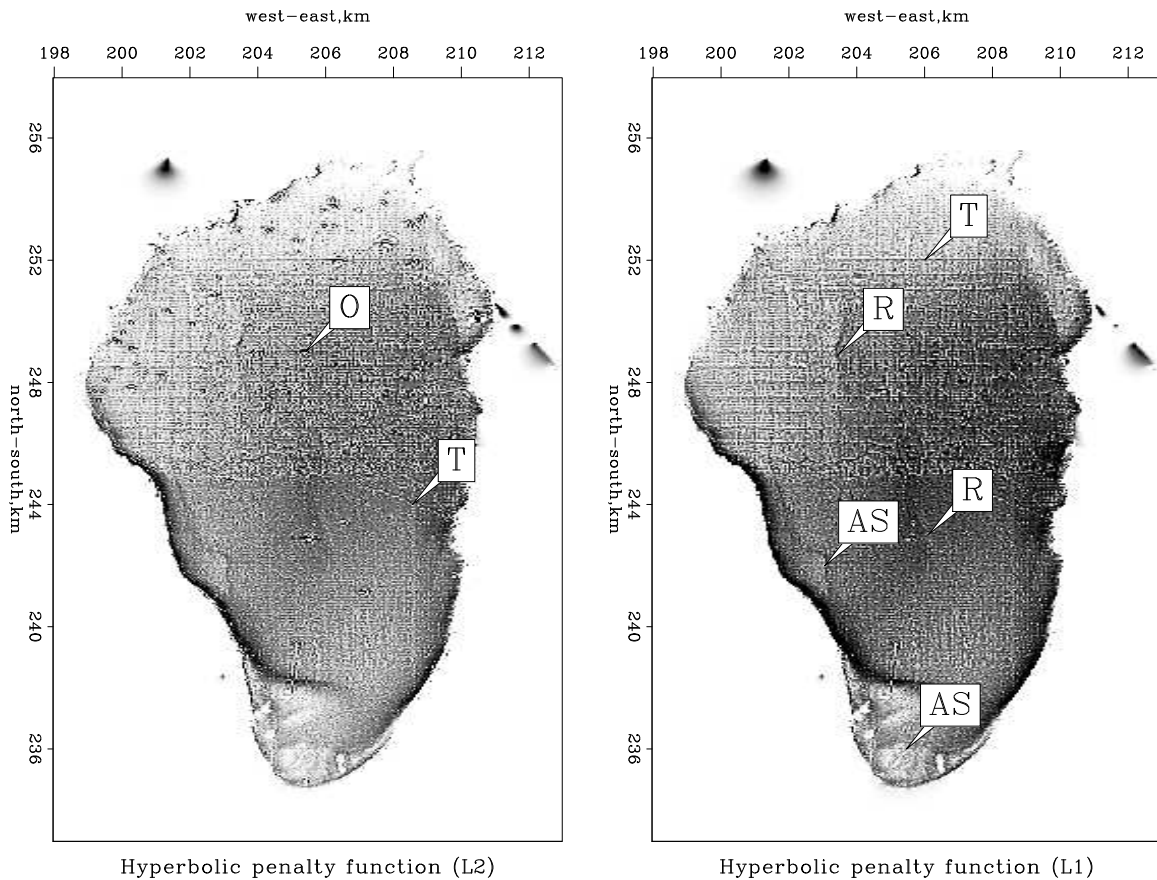 west-east,km
198 200 202 204 206 208 210 212
256
252
248
244
240
236
north-south,km
O
T
Hyperbolic penalty function (L2)
west-east,km
198 200 202 204 206 208 210 212
256
252
248
244
240
236
north-south,km
T
R
R
AS
AS
Hyperbolic penalty function (L1)